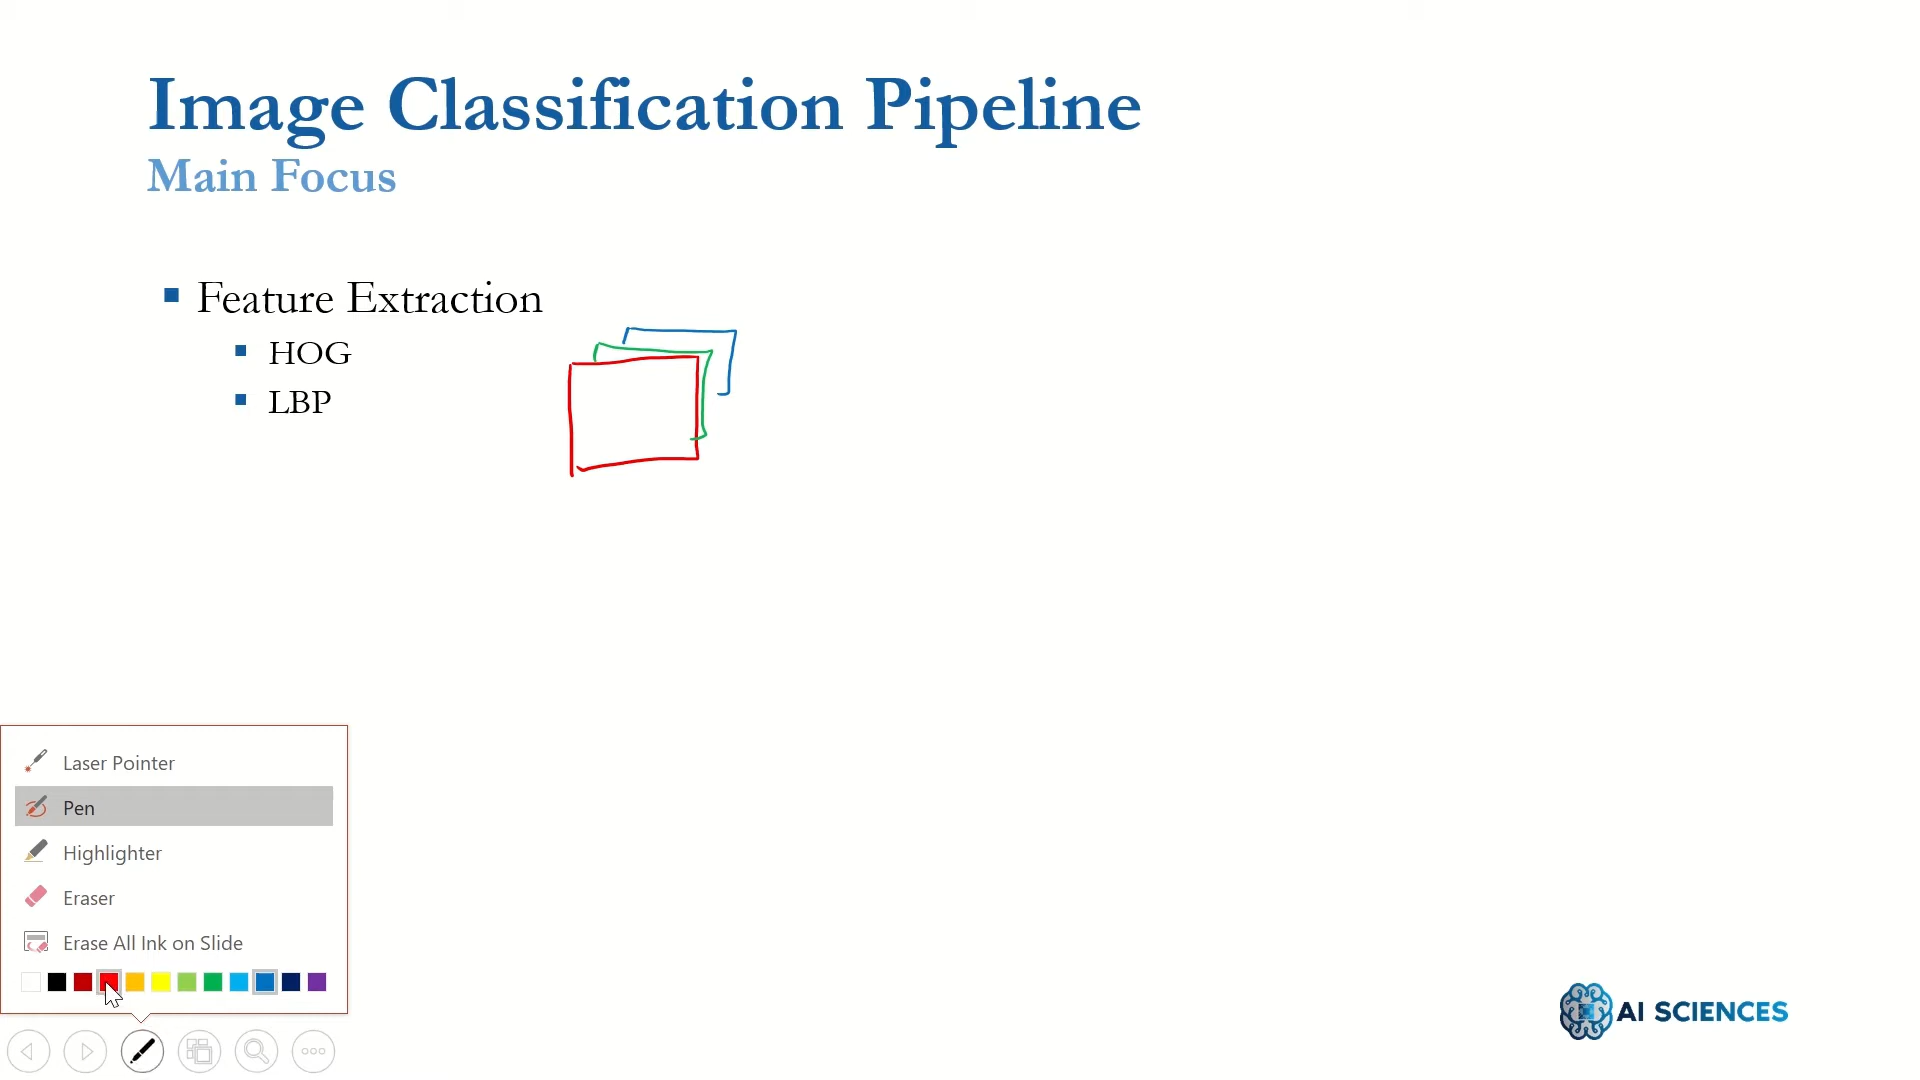 Image Classification Pipeline
Main Focus
Feature Extraction
HOG
LBP
Laser Pointer
Pen
Highlighter
Eraser
Erase All Ink on Slide
AI SCIENCES